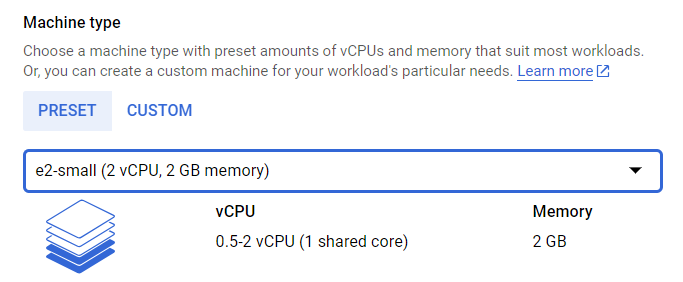 Machine type
Choose a machine type with preset amounts of vCPUs and memory that suit most workloads.
Or, you can create a custom machine for your workload's particular needs. Learn more
PRESET CUSTOM
e2-small (2 vCPU, 2 GB memory)
vCPU Memory
0.5-2 vCPU (1 shared core) 2 GB